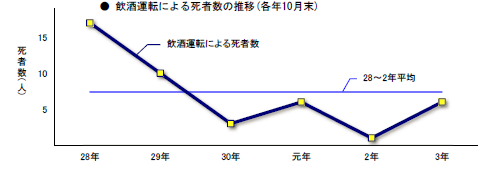 ● 飲酒運転による死者数の推移(各年10月末)
死者数(人)
15
10
5
飲酒運転による死者数
28～2年平均
28年 29年 30年 元年 2年 3年